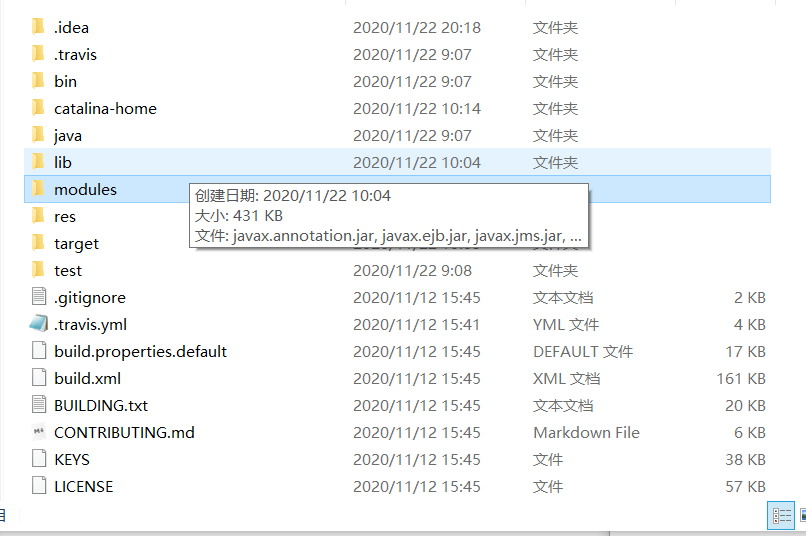 .idea 2020/11/22 20:18 文件夹
.travis 2020/11/22 9:07 文件夹
bin 2020/11/22 9:07 文件夹
catalina-home 2020/11/22 10:14 文件夹
java 2020/11/22 9:07 文件夹
lib 2020/11/22 10:04 文件夹
modules
创建日期: 2020/11/22 10:04
大小: 431 KB
文件: javax.annotation.jar, javax.ejb.jar, javax.jms.jar, ...
res
target
test 2020/11/22 9:08 文件夹
.gitignore 2020/11/12 15:45 文本文档 2 KB
.travis.yml 2020/11/12 15:41 YML 文件 4 KB
build.properties.default 2020/11/12 15:45 DEFAULT 文件 17 KB
build.xml 2020/11/12 15:45 XML 文档 161 KB
BUILDING.txt 2020/11/12 15:45 文本文档 20 KB
CONTRIBUTING.md 2020/11/12 15:45 Markdown File 6 KB
KEYS 2020/11/12 15:45 文件 38 KB
LICENSE 2020/11/12 15:45 文件 57 KB